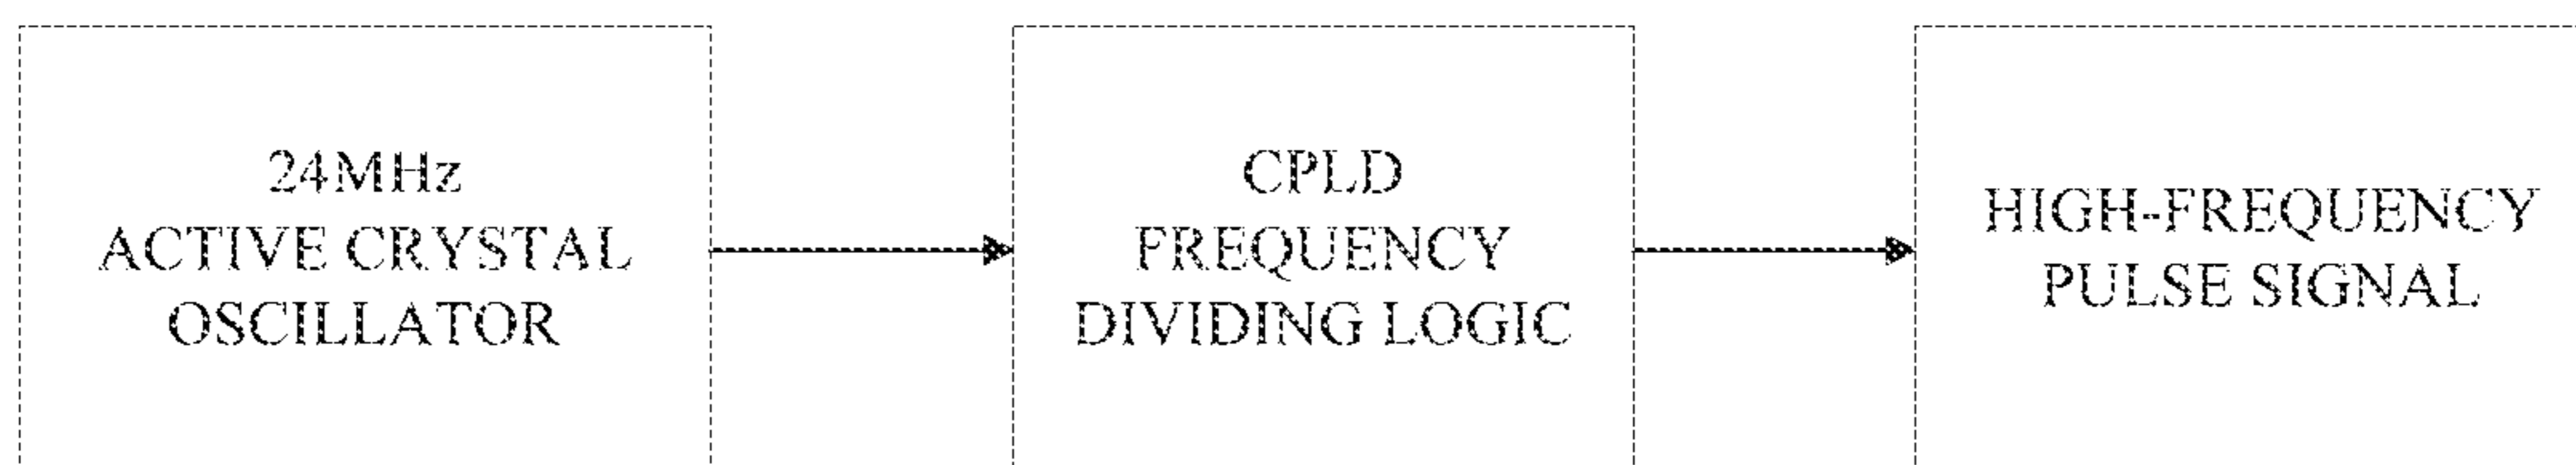 24MHz
ACTIVE CRYSTAL
OSCILLATOR
CPLD
FREQUENCY
DIVIDING LOGIC
HIGH-FREQUENCY
PULSE SIGNAL